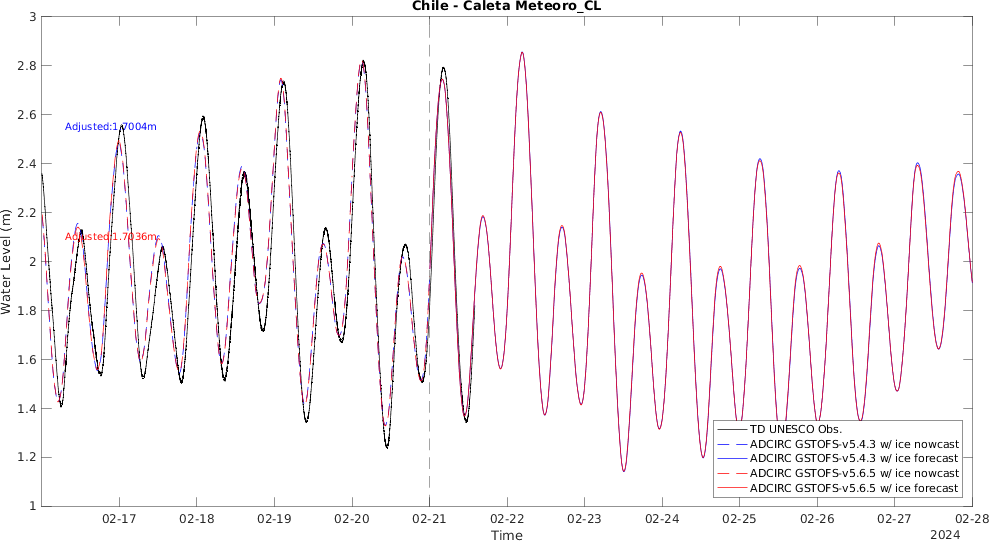 Chile - Caleta Meteoro_CL
3
2.8
2.6
2.4
2.2
2
1.8
1.6
1.4
1.2
1
Water Level (m)
Adjusted:1.7004m
Adjusted:1.7036m
TD UNESCO Obs.
ADCIRC GSTOFS-v5.4.3 w/ ice nowcast
ADCIRC GSTOFS-v5.4.3 w/ ice forecast
ADCIRC GSTOFS-v5.6.5 w/ ice nowcast
ADCIRC GSTOFS-v5.6.5 w/ ice forecast
02-17 02-18 02-19 02-20 02-21 02-22 02-23 02-24 02-25 02-26 02-27 02-28
Time 2024